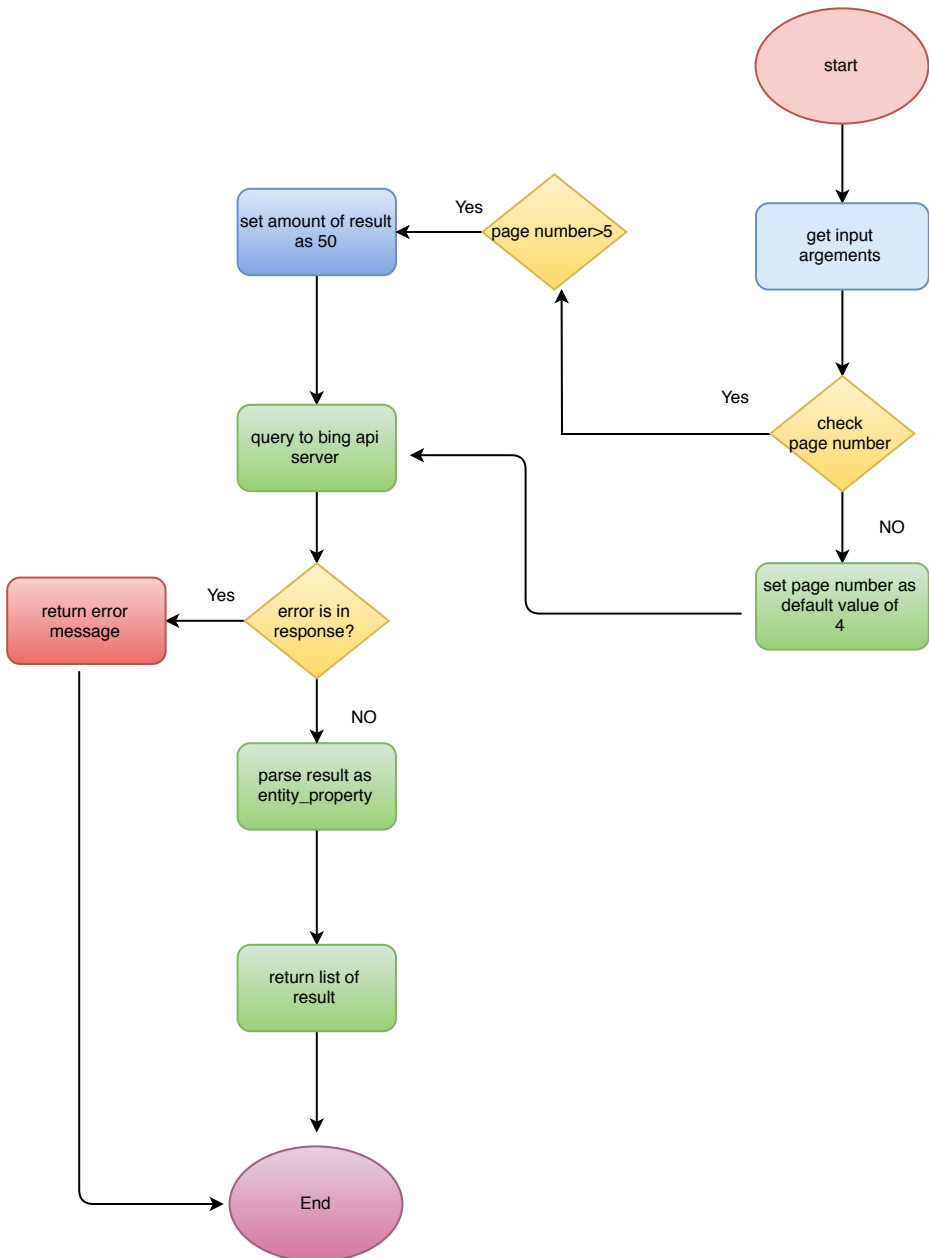 start
get input
argements
check
page number
Yes
NO
page number>5
Yes
set amount of result
as 50
set page number as
default value of
4
query to bing api
server
error is in
response?
Yes
return error
message
NO
parse result as
entity_property
return list of
result
End